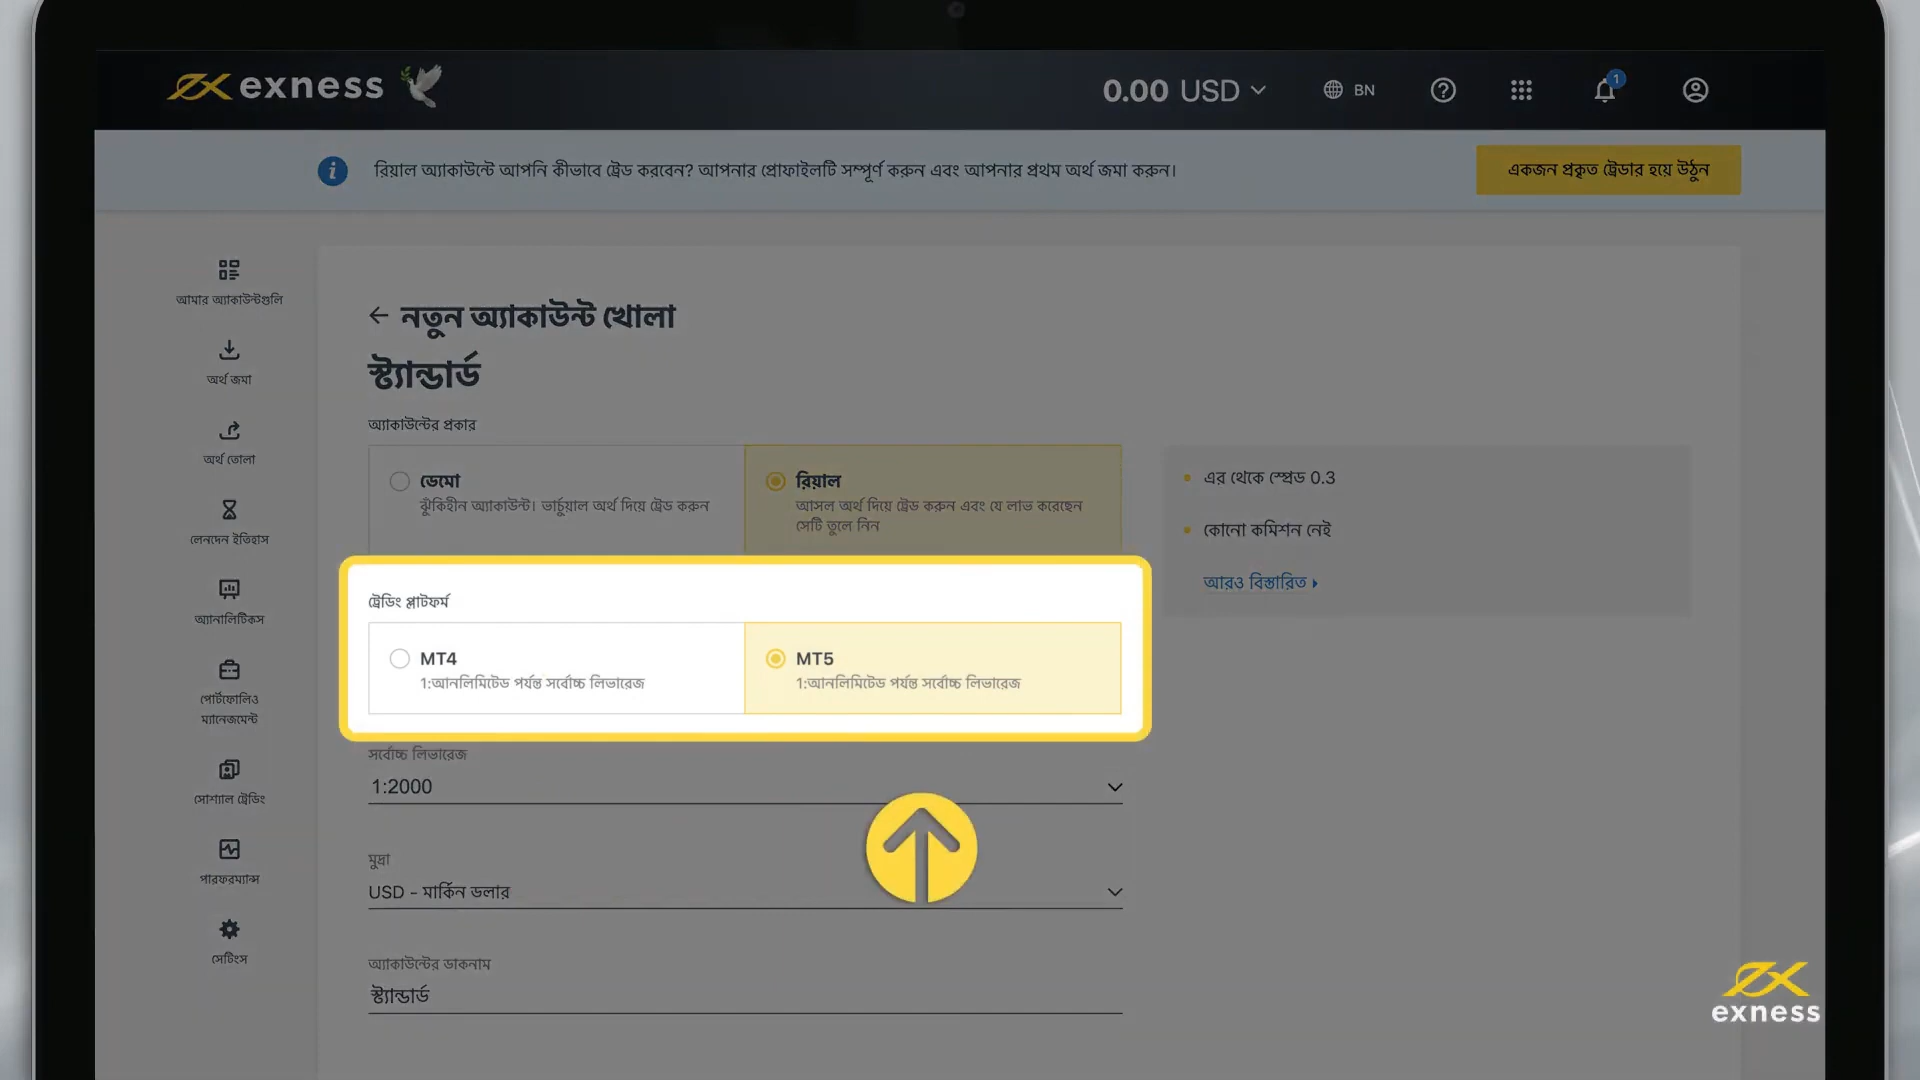 exness
0.00 USD
BN
1
রিয়াল অ্যাকাউন্টে আপনি কীভাবে ট্রেড করবেন? আপনার প্রোফাইলটি সম্পূর্ণ করুন এবং আপনার প্রথম অর্থ জমা করুন।
একজন প্রকৃত ট্রেডার হয়ে উঠুন
আমার অ্যাকাউন্টগুলি
অর্থ জমা
অর্থ তোলা
লেনদেন ইতিহাস
অ্যানালিটিকস
পোর্টফোলিও
ম্যানেজমেন্ট
সোশ্যাল ট্রেডিং
পারফরম্যান্স
সেটিংস
নতুন অ্যাকাউন্ট খোলা
স্ট্যান্ডার্ড
অ্যাকাউন্টের প্রকার
ডেমো
ঝুঁকিহীন অ্যাকাউন্ট। ভার্চুয়াল অর্থ দিয়ে ট্রেড করুন
রিয়াল
আসল অর্থ দিয়ে ট্রেড করুন এবং যে লাভ করেছেন
সেটি তুলে নিন
এর থেকে স্প্রেড 0.3
কোনো কমিশন নেই
আরও বিস্তারিত
ট্রেডিং প্লাটফর্ম
MT4
1:আনলিমিটেড পর্যন্ত সর্বোচ্চ লিভারেজ
MT5
1:আনলিমিটেড পর্যন্ত সর্বোচ্চ লিভারেজ
সর্বোচ্চ লিভারেজ
1:2000
মুদ্রা
USD - মার্কিন ডলার
অ্যাকাউন্টের ডাকনাম
স্ট্যান্ডার্ড
exness